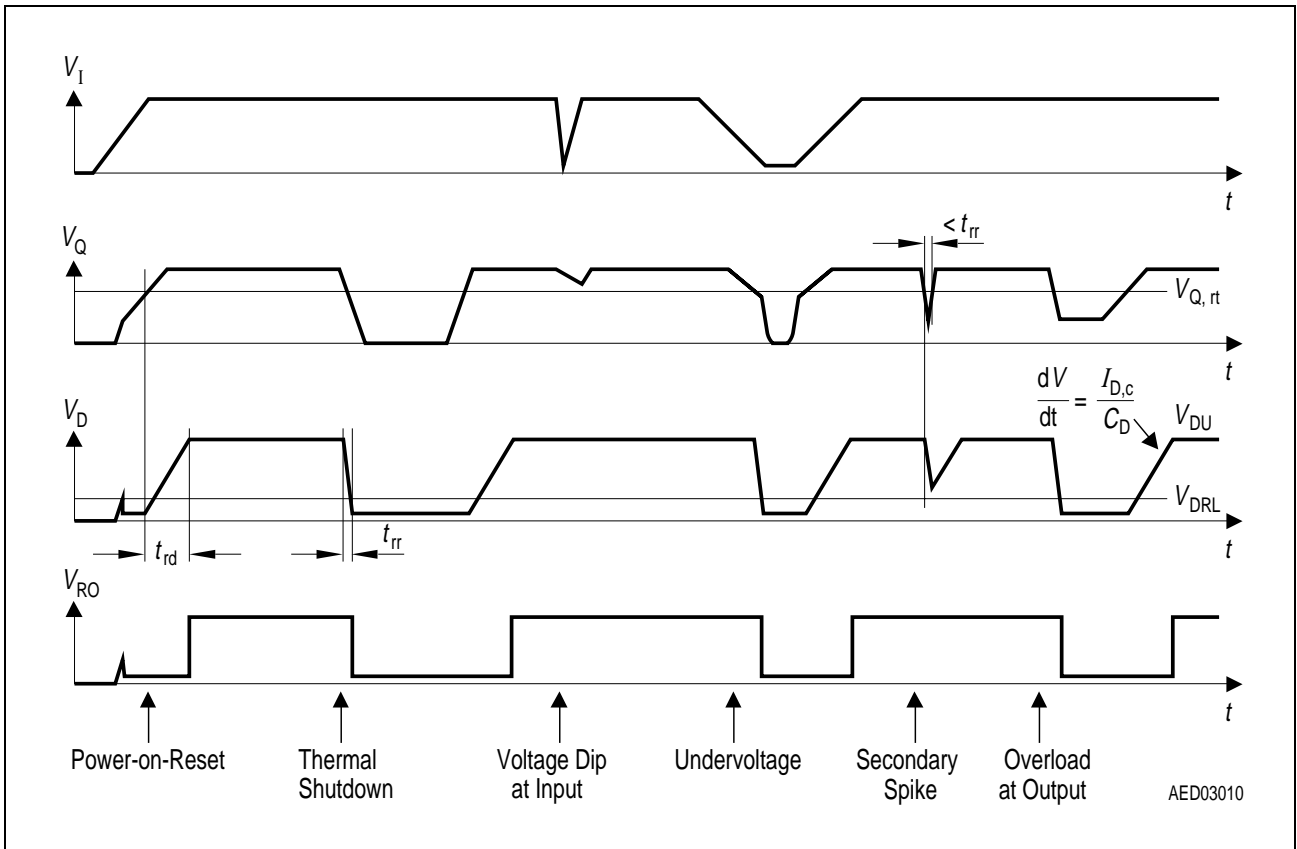 V_I
t
V_Q
< t_rr
V_Q, rt
t
dV/dt = I_D,c/C_D
V_D
V_DU
V_DRL
t_rd
t_rr
t
V_RO
t
Power-on-Reset
Thermal
Shutdown
Voltage Dip
at Input
Undervoltage
Secondary
Spike
Overload
at Output
AED03010